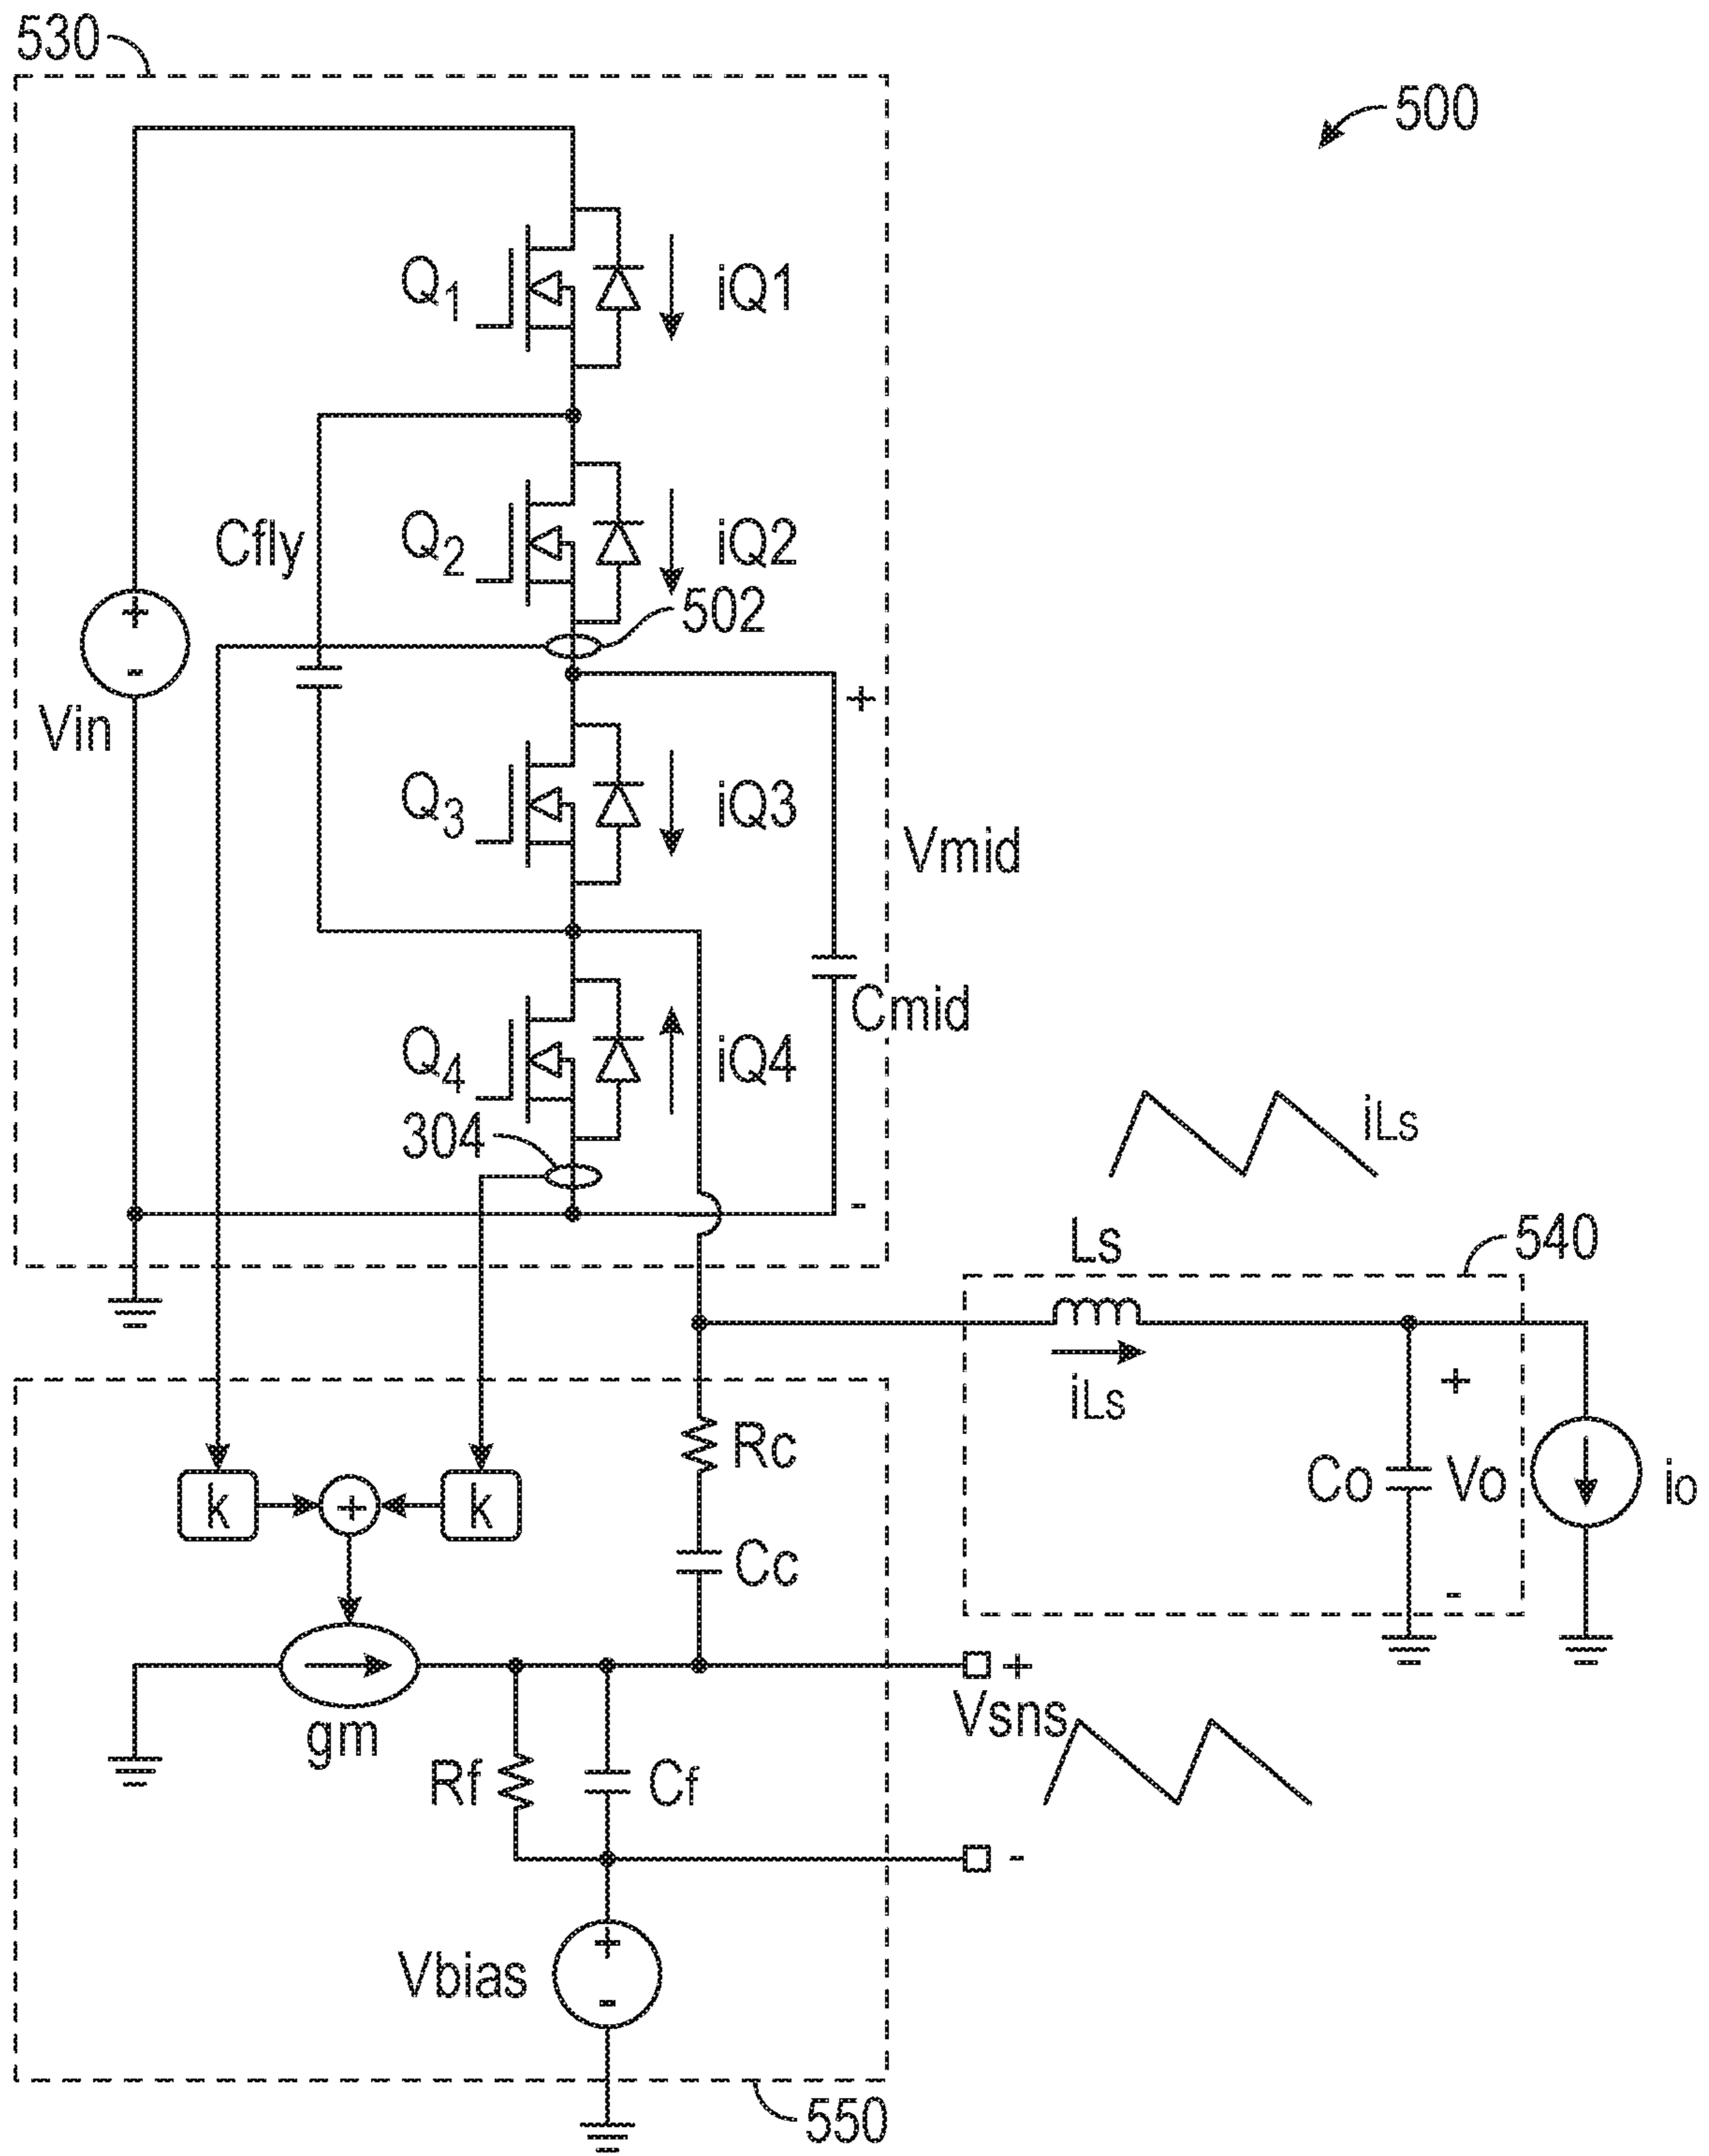 530
500
Q1
iQ1
Cfly
Q2
iQ2
502
+
-
Vin
+
Q3
iQ3
Vmid
Cmid
Q4
iQ4
304
-
iLs
Ls
540
iLs
Rc
+
Co
Vo
io
k
+
k
Cc
-
gm
+
Vsns
Rf
Cf
-
Vbias
+
-
550